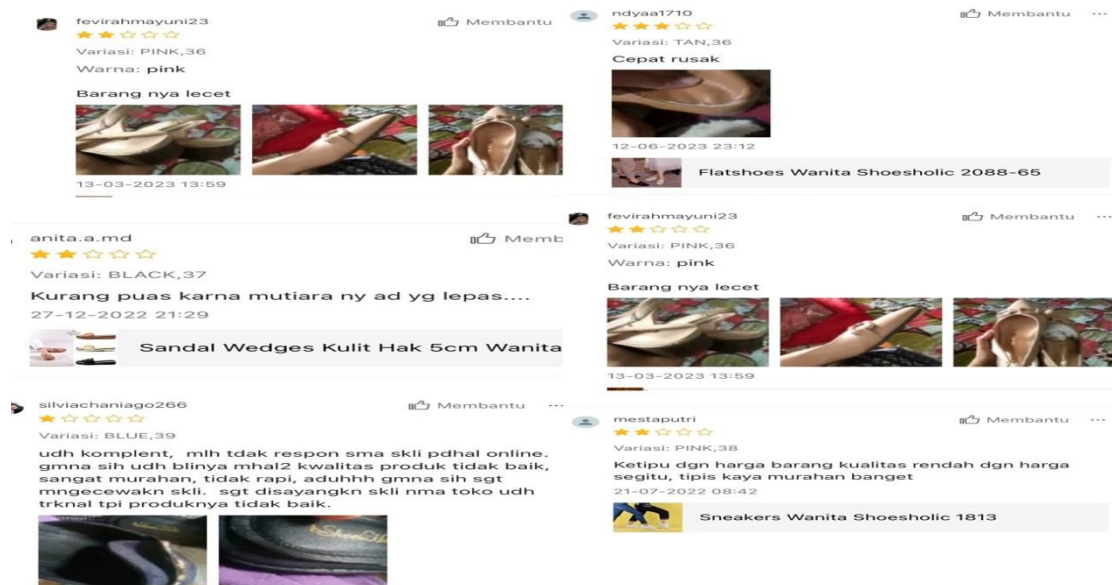 fevirahmayuni23
Membantu
Variasi: PINK,36
Warna: pink
Barang nya lecet
13-03-2023 13:59
anita.a.md
Memb
Variasi: BLACK,37
Kurang puas karna mutiara ny ad yg lepas....
27-12-2022 21:29
Sandal Wedges Kulit Hak 5cm Wanita
silviachaniago266
Membantu
Variasi: BLUE,39
udh komplent, mlh tdak respon sma skli pdhal online.
gmna sih udh blinya mhal2 kwalitas produk tidak baik,
sangat murahan, tidak rapi, aduhhh gmna sih sgt
mngecewakn skli. sgt disayangkn skli nma toko udh
trknal tpi produknya tidak baik.
ndyaa1710
Membantu
Variasi: TAN,36
Cepat rusak
12-06-2023 23:12
Flatshoes Wanita Shoesholic 2088-65
fevirahmayuni23
Membantu
Variasi: PINK,36
Warna: pink
Barang nya lecet
13-03-2023 13:59
mestaputri
Membantu
Variasi: PINK,38
Ketipu dgn harga barang kualitas rendah dgn harga
segitu, tipis kaya murahan banget
21-07-2022 08:42
Sneakers Wanita Shoesholic 1813